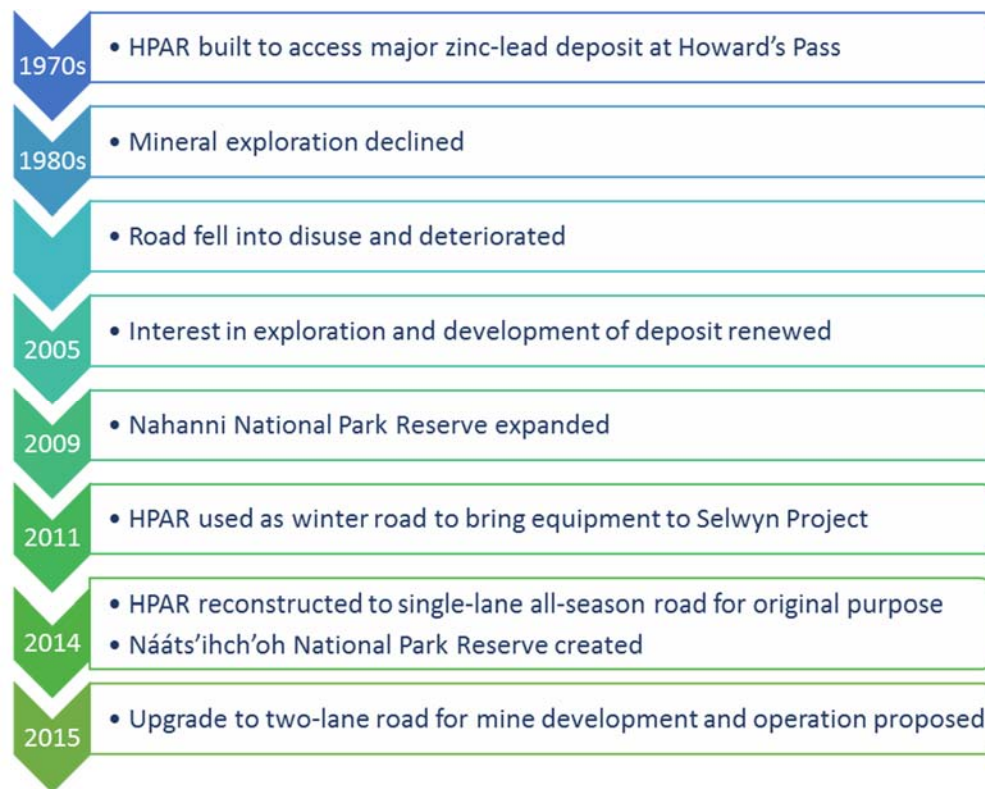 1970s
• HPAR built to access major zinc-lead deposit at Howard’s Pass
1980s
• Mineral exploration declined
• Road fell into disuse and deteriorated
2005
• Interest in exploration and development of deposit renewed
2009
• Nahanni National Park Reserve expanded
2011
• HPAR used as winter road to bring equipment to Selwyn Project
2014
• HPAR reconstructed to single-lane all-season road for original purpose
• Nááts’ihch’oh National Park Reserve created
2015
• Upgrade to two-lane road for mine development and operation proposed